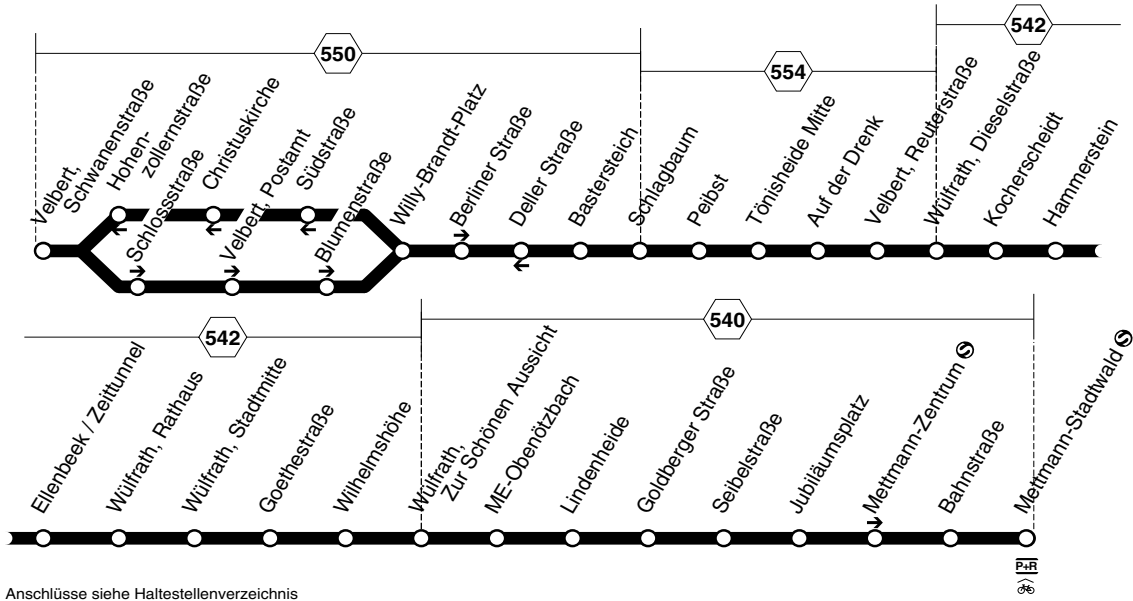 550
554
542
Velbert,
Schwanenstraße
Hohen-
zollernstraße
Schlossstraße
Christuskirche
Velbert, Postamt
Südstraße
Blumenstraße
Willy-Brandt-Platz
Berliner Straße
Deller Straße
Bastersteich
Schlagbaum
Peibst
Tönisheide Mitte
Auf der Drenk
Velbert, Reuterstraße
Wülfrath, Dieselstraße
Kocherscheidt
Hammerstein
542
540
Ellenbeek / Zeittunnel
Wülfrath, Rathaus
Wülfrath, Stadtmitte
Goethestraße
Wilhelmshöhe
Wülfrath,
Zur Schönen Aussicht
ME-Obenötzbach
Lindenheide
Goldberger Straße
Seibelstraße
Jubiläumsplatz
Mettmann-Zentrum S
Bahnstraße
Mettmann-Stadtwald S
P+R
Anschlüsse siehe Haltestellenverzeichnis